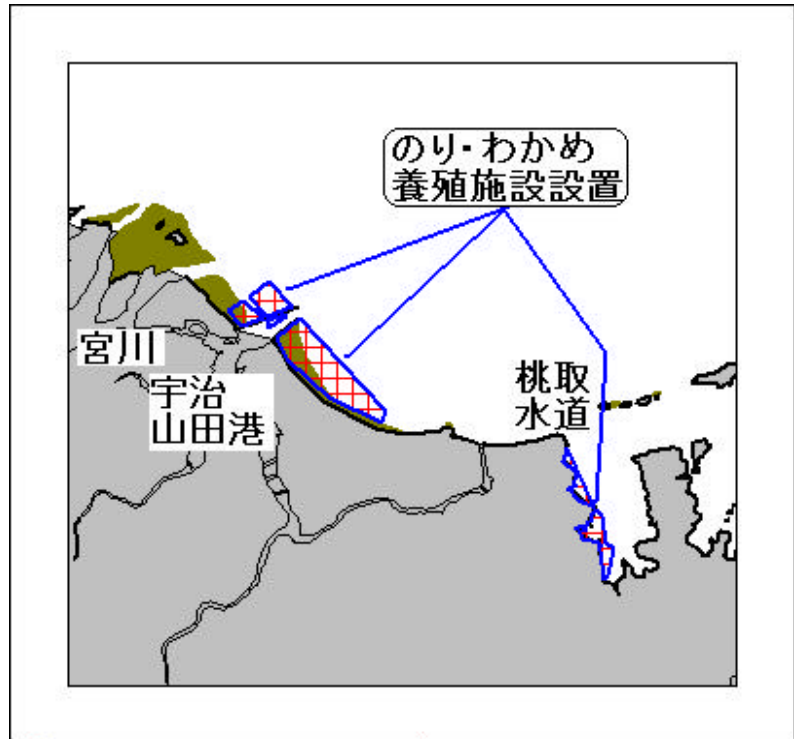 のり・わかめ
養殖施設設置
宮川
宇治
山田港
桃取
水道